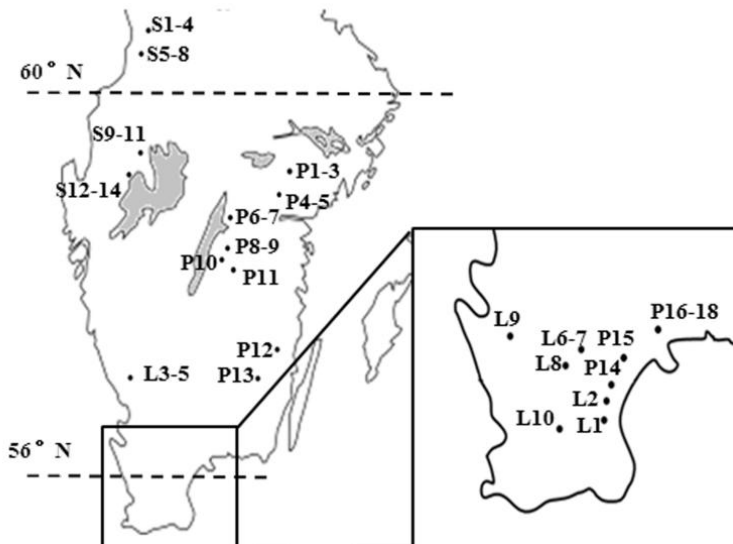 S1-4
S5-8
60° N
S9-11
S12-14
P1-3
P4-5
P6-7
P8-9
P10
P11
P12
L3-5
P13
56° N
P16-18
L9
L6-7
P15
L8
P14
L2
L10
L1